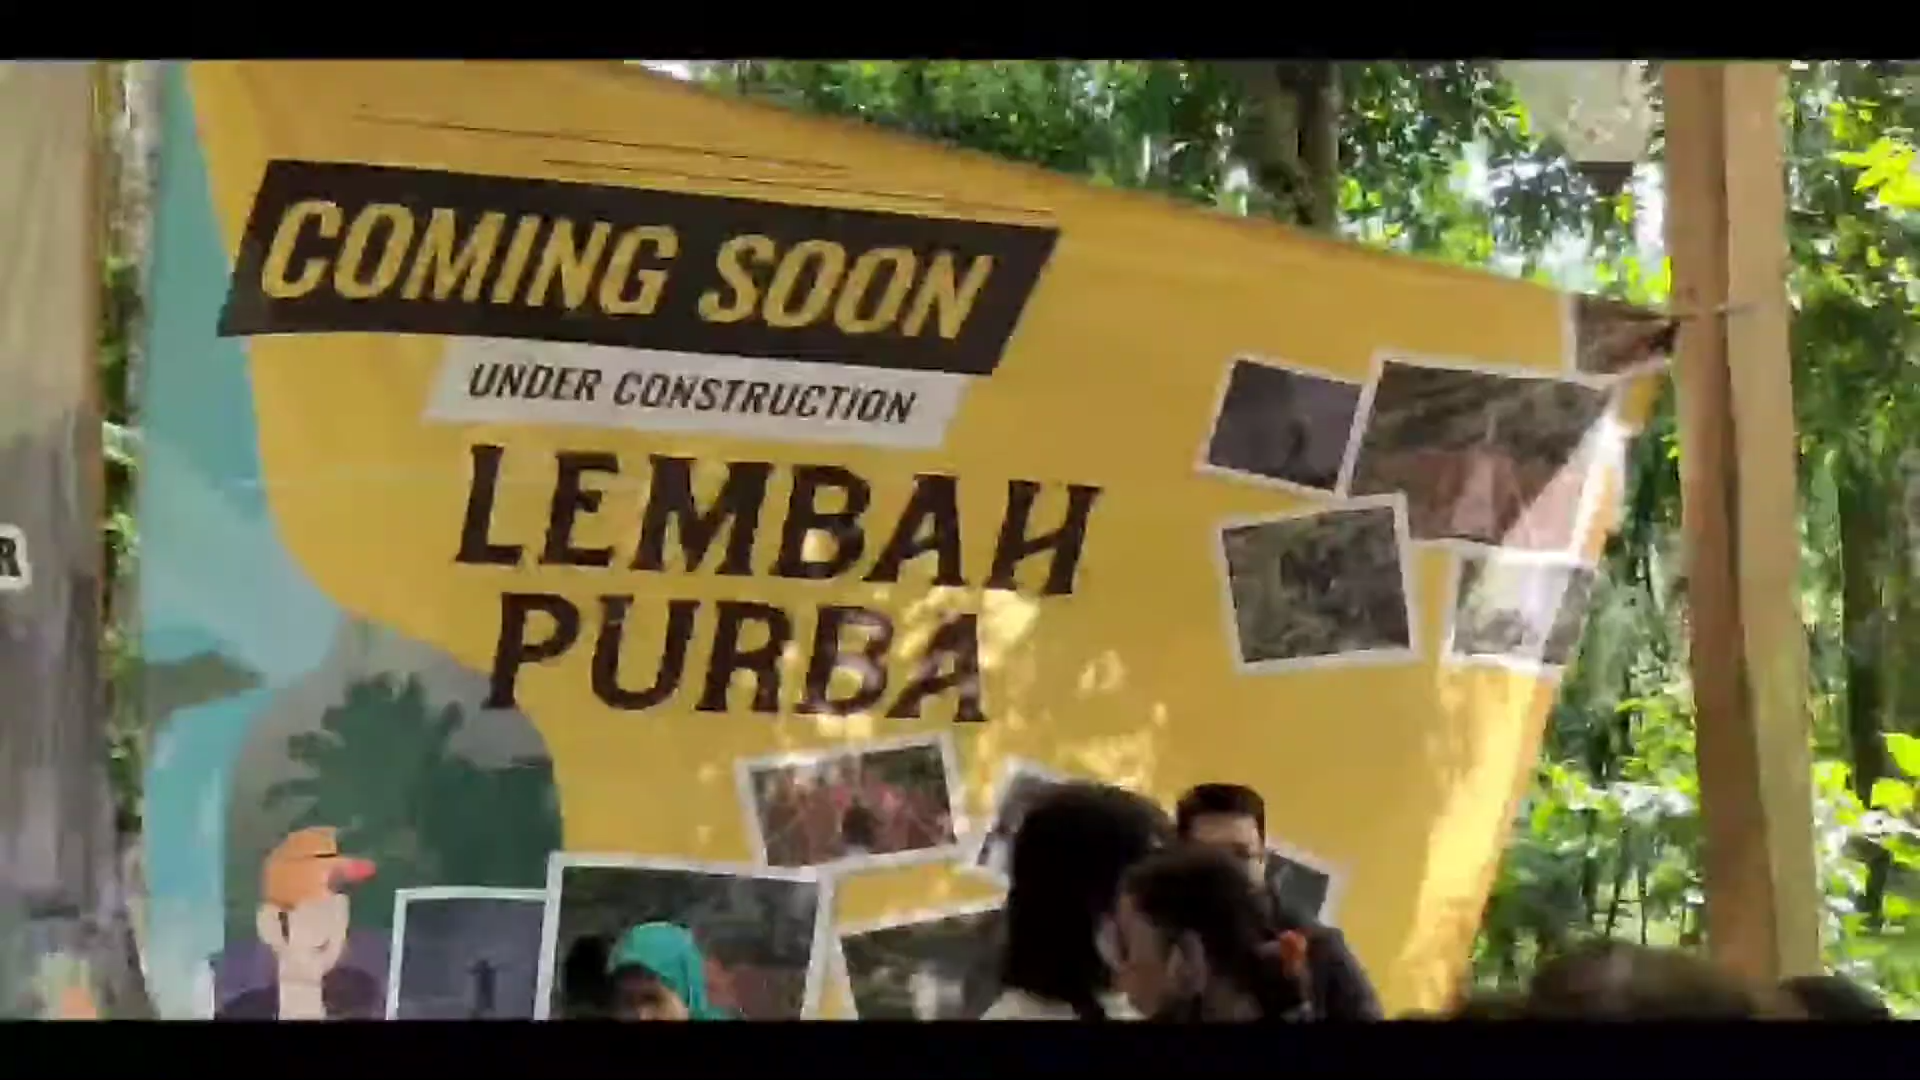 COMING SOON
UNDER CONSTRUCTION
LEMBAH
PURBA
R